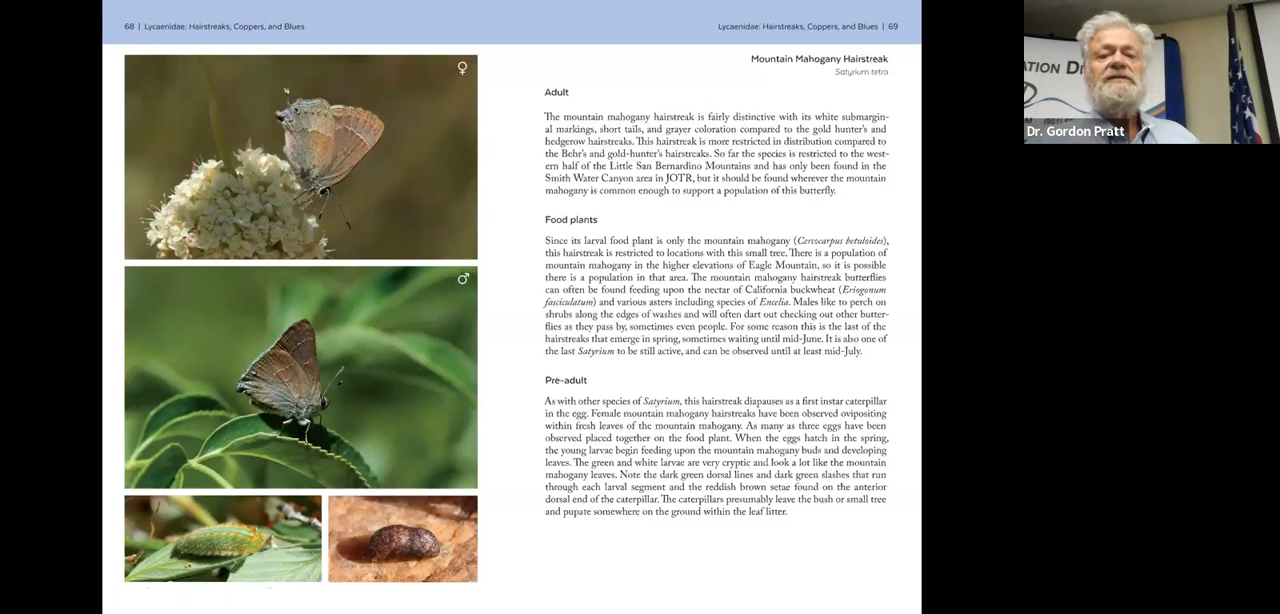 68 | Lycaenidae: Hairstreaks, Coppers, and Blues
Lycaenidae: Hairstreaks, Coppers, and Blues | 69
♀
♂
Mountain Mahogany Hairstreak
Satyrium tetra
Adult
The mountain mahogany hairstreak is fairly distinctive with its white submargin-
al markings, short tails, and grayer coloration compared to the gold hunter's and
hedgerow hairstreaks. This hairstreak is more restricted in distribution compared to
the Behr's and gold-hunter's hairstreaks. So far the species is restricted to the west-
ern half of the Little San Bernardino Mountains and has only been found in the
Smith Water Canyon area in JOTR, but it should be found wherever the mountain
mahogany is common enough to support a population of this butterfly.
Food plants
Since its larval food plant is only the mountain mahogany (Cercocarpus betuloides),
this hairstreak is restricted to locations with this small tree. There is a population of
mountain mahogany in the higher elevations of Eagle Mountain, so it is possible
there is a population in that area. The mountain mahogany hairstreak butterflies
can often be found feeding upon the nectar of California buckwheat (Eriogonum
fasciculatum) and various asters including species of Encelia. Males like to perch on
shrubs along the edges of washes and will often dart out checking out other butter-
flies as they pass by, sometimes even people. For some reason this is the last of the
hairstreaks that emerge in spring, sometimes waiting until mid-June. It is also one of
the last Satyrium to be still active, and can be observed until at least mid-July.
Pre-adult
As with other species of Satyrium, this hairstreak diapauses as a first instar caterpillar
in the egg. Female mountain mahogany hairstreaks have been observed ovipositing
within fresh leaves of the mountain mahogany. As many as three eggs have been
observed placed together on the food plant. When the eggs hatch in the spring,
the young larvae begin feeding upon the mountain mahogany buds and developing
leaves. The green and white larvae are very cryptic and look a lot like the mountain
mahogany leaves. Note the dark green dorsal lines and dark green slashes that run
through each larval segment and the reddish brown setae found on the anterior
dorsal end of the caterpillar. The caterpillars presumably leave the bush or small tree
and pupate somewhere on the ground within the leaf litter.
ATION DI
Dr. Gordon Pratt